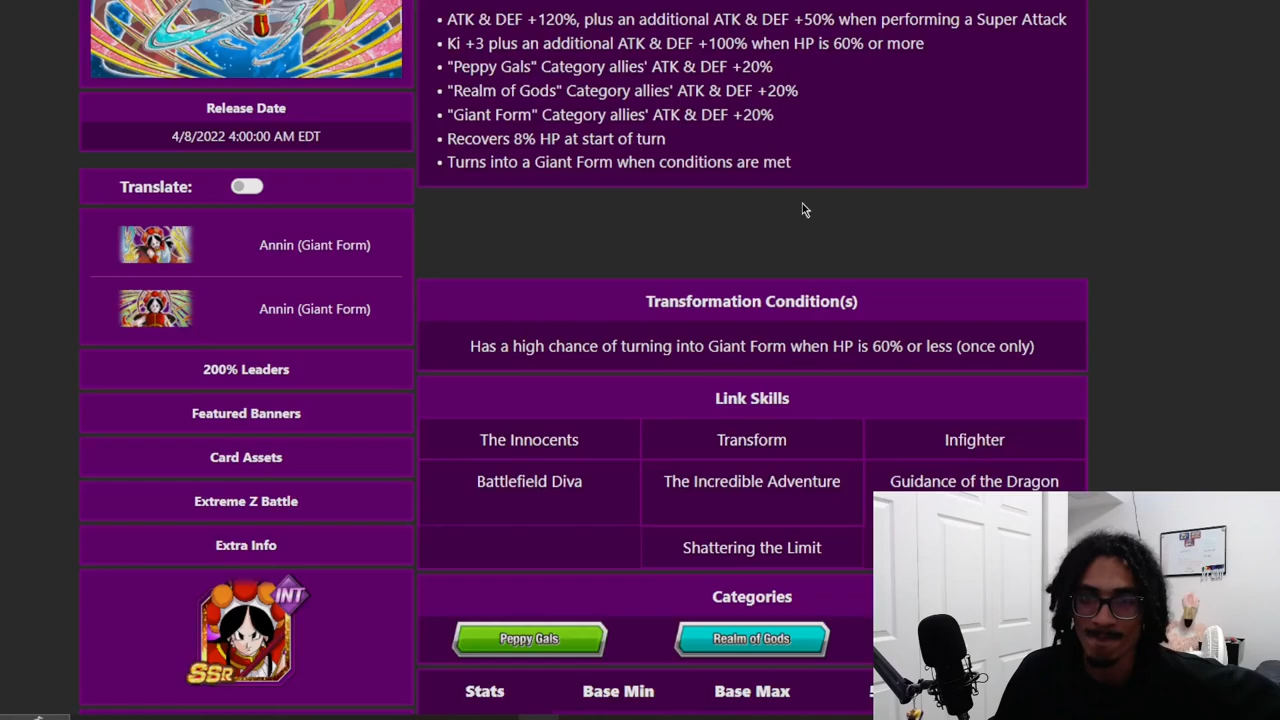 • ATK & DEF +120%, plus an additional ATK & DEF +50% when performing a Super Attack
• Ki +3 plus an additional ATK & DEF +100% when HP is 60% or more
• "Peppy Gals" Category allies' ATK & DEF +20%
• "Realm of Gods" Category allies' ATK & DEF +20%
• "Giant Form" Category allies' ATK & DEF +20%
• Recovers 8% HP at start of turn
• Turns into a Giant Form when conditions are met
Release Date
4/8/2022 4:00:00 AM EDT
Translate:
Annin (Giant Form)
Annin (Giant Form)
200% Leaders
Featured Banners
Card Assets
Extreme Z Battle
Extra Info
INT
SSR
Transformation Condition(s)
Has a high chance of turning into Giant Form when HP is 60% or less (once only)
Link Skills
The Innocents Transform Infighter
Battlefield Diva The Incredible Adventure Guidance of the Dragon
Shattering the Limit
Categories
Peppy Gals Realm of Gods
Stats Base Min Base Max